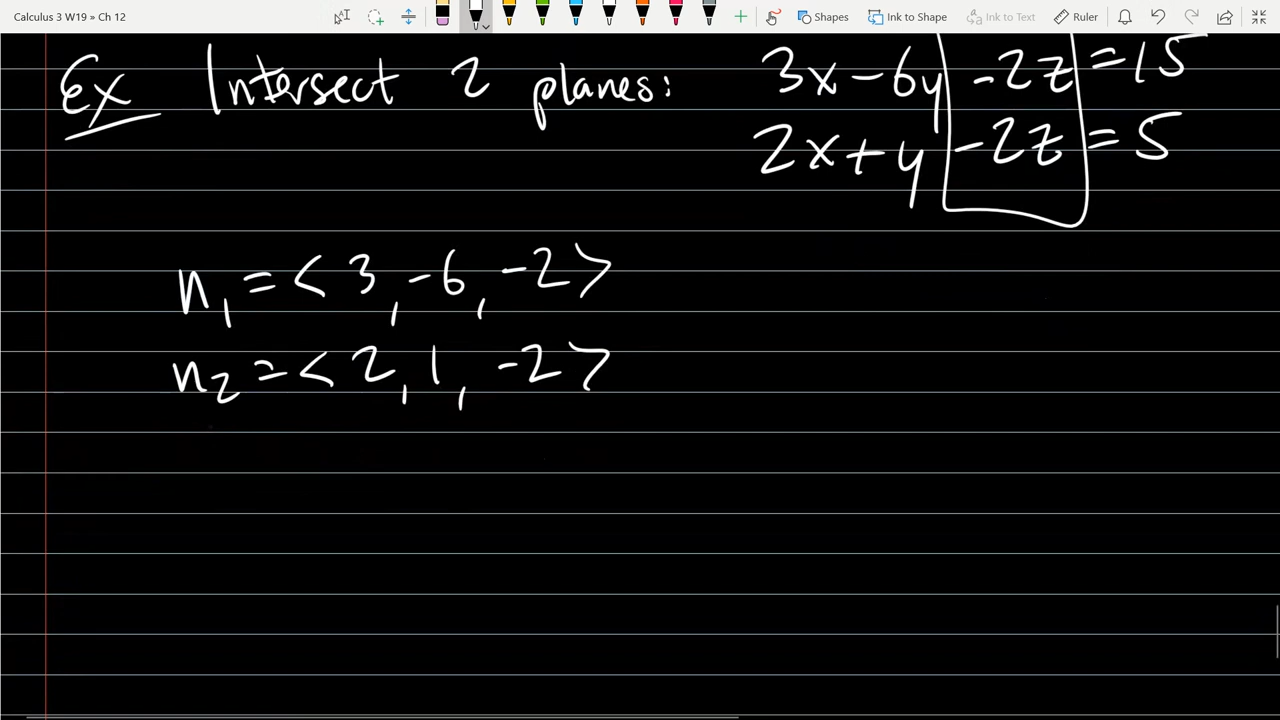 Calculus 3 W19 » Ch 12
Shapes Ink to Shape Ink to Text Ruler
Ex Intersect 2 planes: 3x-6y-2z=15
2x+y-2z=5
n₁ = < 3, -6, -2>
n₂ = < 2, 1, -2>